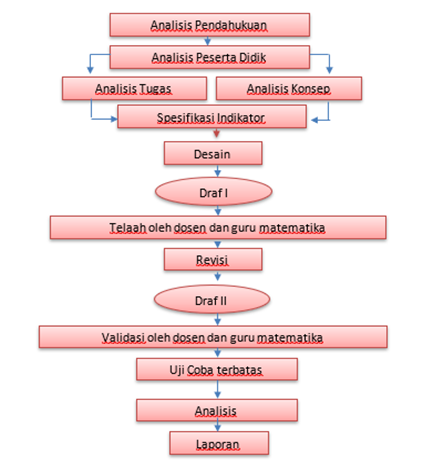 Analisis Pendahukuan
Analisis Peserta Didik
Analisis Tugas
Analisis Konsep
Spesifikasi Indikator
Desain
Draf I
Telaah oleh dosen dan guru matematika
Revisi
Draf II
Validasi oleh dosen dan guru matematika
Uji Coba terbatas
Analisis
Laporan